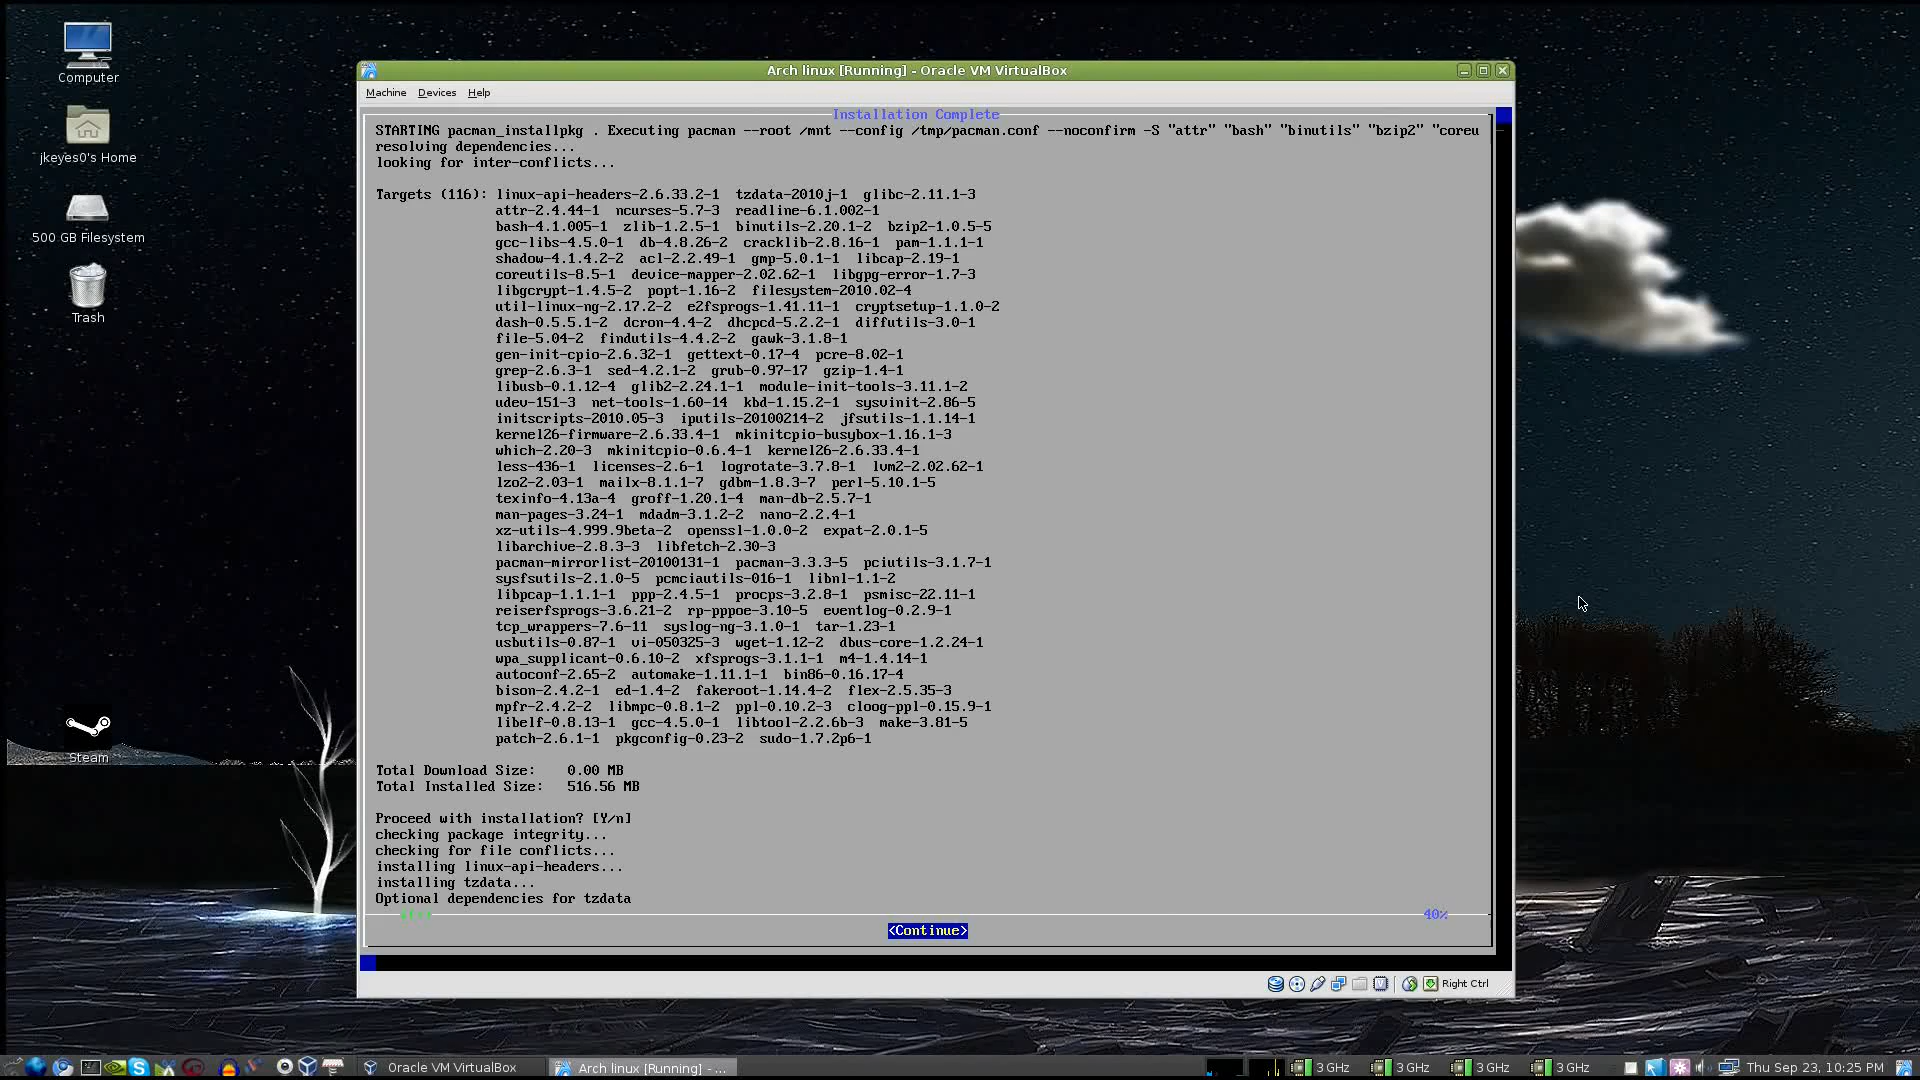 Computer
jkeyes0's Home
500 GB Filesystem
Trash
Steam
Arch linux [Running] - Oracle VM VirtualBox
Machine Devices Help
Installation Complete
STARTING pacman_installpkg . Executing pacman --root /mnt --config /tmp/pacman.conf --noconfirm -S "attr" "bash" "binutils" "bzip2" "coreu
resolving dependencies...
looking for inter-conflicts...
Targets (116): linux-api-headers-2.6.33.2-1 tzdata-2010j-1 glibc-2.11.1-3
attr-2.4.44-1 ncurses-5.7-3 readline-6.1.002-1
bash-4.1.005-1 zlib-1.2.5-1 binutils-2.20.1-2 bzip2-1.0.5-5
gcc-libs-4.5.0-1 db-4.8.26-2 cracklib-2.8.16-1 pam-1.1.1-1
shadow-4.1.4.2-2 acl-2.2.49-1 gmp-5.0.1-1 libcap-2.19-1
coreutils-8.5-1 device-mapper-2.02.62-1 libgpg-error-1.7-3
libgcrypt-1.4.5-2 popt-1.16-2 filesystem-2010.02-4
util-linux-ng-2.17.2-2 e2fsprogs-1.41.11-1 cryptsetup-1.1.0-2
dash-0.5.5.1-2 dcron-4.4-2 dhcpcd-5.2.2-1 diffutils-3.0-1
file-5.04-2 findutils-4.4.2-2 gawk-3.1.8-1
gen-init-cpio-2.6.32-1 gettext-0.17-4 pcre-8.02-1
grep-2.6.3-1 sed-4.2.1-2 grub-0.97-17 gzip-1.4-1
libusb-0.1.12-4 glib2-2.24.1-1 module-init-tools-3.11.1-2
udev-151-3 net-tools-1.60-14 kbd-1.15.2-1 sysvinit-2.86-5
initscripts-2010.05-3 iputils-20100214-2 jfsutils-1.1.14-1
kernel26-firmware-2.6.33.4-1 mkinitcpio-busybox-1.16.1-3
which-2.20-3 mkinitcpio-0.6.4-1 kernel26-2.6.33.4-1
less-436-1 licenses-2.6-1 logrotate-3.7.8-1 lvm2-2.02.62-1
lzo2-2.03-1 mailx-8.1.1-7 gdbm-1.8.3-7 perl-5.10.1-5
texinfo-4.13a-4 groff-1.20.1-4 man-db-2.5.7-1
man-pages-3.24-1 mdadm-3.1.2-2 nano-2.2.4-1
xz-utils-4.999.9beta-2 openssl-1.0.0-2 expat-2.0.1-5
libarchive-2.8.3-3 libfetch-2.30-3
pacman-mirrorlist-20100131-1 pacman-3.3.3-5 pciutils-3.1.7-1
sysfsutils-2.1.0-5 pcmciautils-016-1 libnl-1.1-2
libpcap-1.1.1-1 ppp-2.4.5-1 procps-3.2.8-1 psmisc-22.11-1
reiserfsprogs-3.6.21-2 rp-pppoe-3.10-5 eventlog-0.2.9-1
tcp_wrappers-7.6-11 syslog-ng-3.1.0-1 tar-1.23-1
usbutils-0.87-1 vi-050325-3 wget-1.12-2 dbus-core-1.2.24-1
wpa_supplicant-0.6.10-2 xfsprogs-3.1.1-1 m4-1.4.14-1
autoconf-2.65-2 automake-1.11.1-1 bin86-0.16.17-4
bison-2.4.2-1 ed-1.4-2 fakeroot-1.14.4-2 flex-2.5.35-3
mpfr-2.4.2-2 libmpc-0.8.1-2 ppl-0.10.2-3 cloog-ppl-0.15.9-1
libelf-0.8.13-1 gcc-4.5.0-1 libtool-2.2.6b-3 make-3.81-5
patch-2.6.1-1 pkgconfig-0.23-2 sudo-1.7.2p6-1
Total Download Size: 0.00 MB
Total Installed Size: 516.56 MB
Proceed with installation? [Y/n]
checking package integrity...
checking for file conflicts...
installing linux-api-headers...
installing tzdata...
Optional dependencies for tzdata
40%
<Continue>
Right Ctrl
Oracle VM VirtualBox
Arch linux [Running] - ...
3 GHz
3 GHz
3 GHz
3 GHz
Thu Sep 23, 10:25 PM